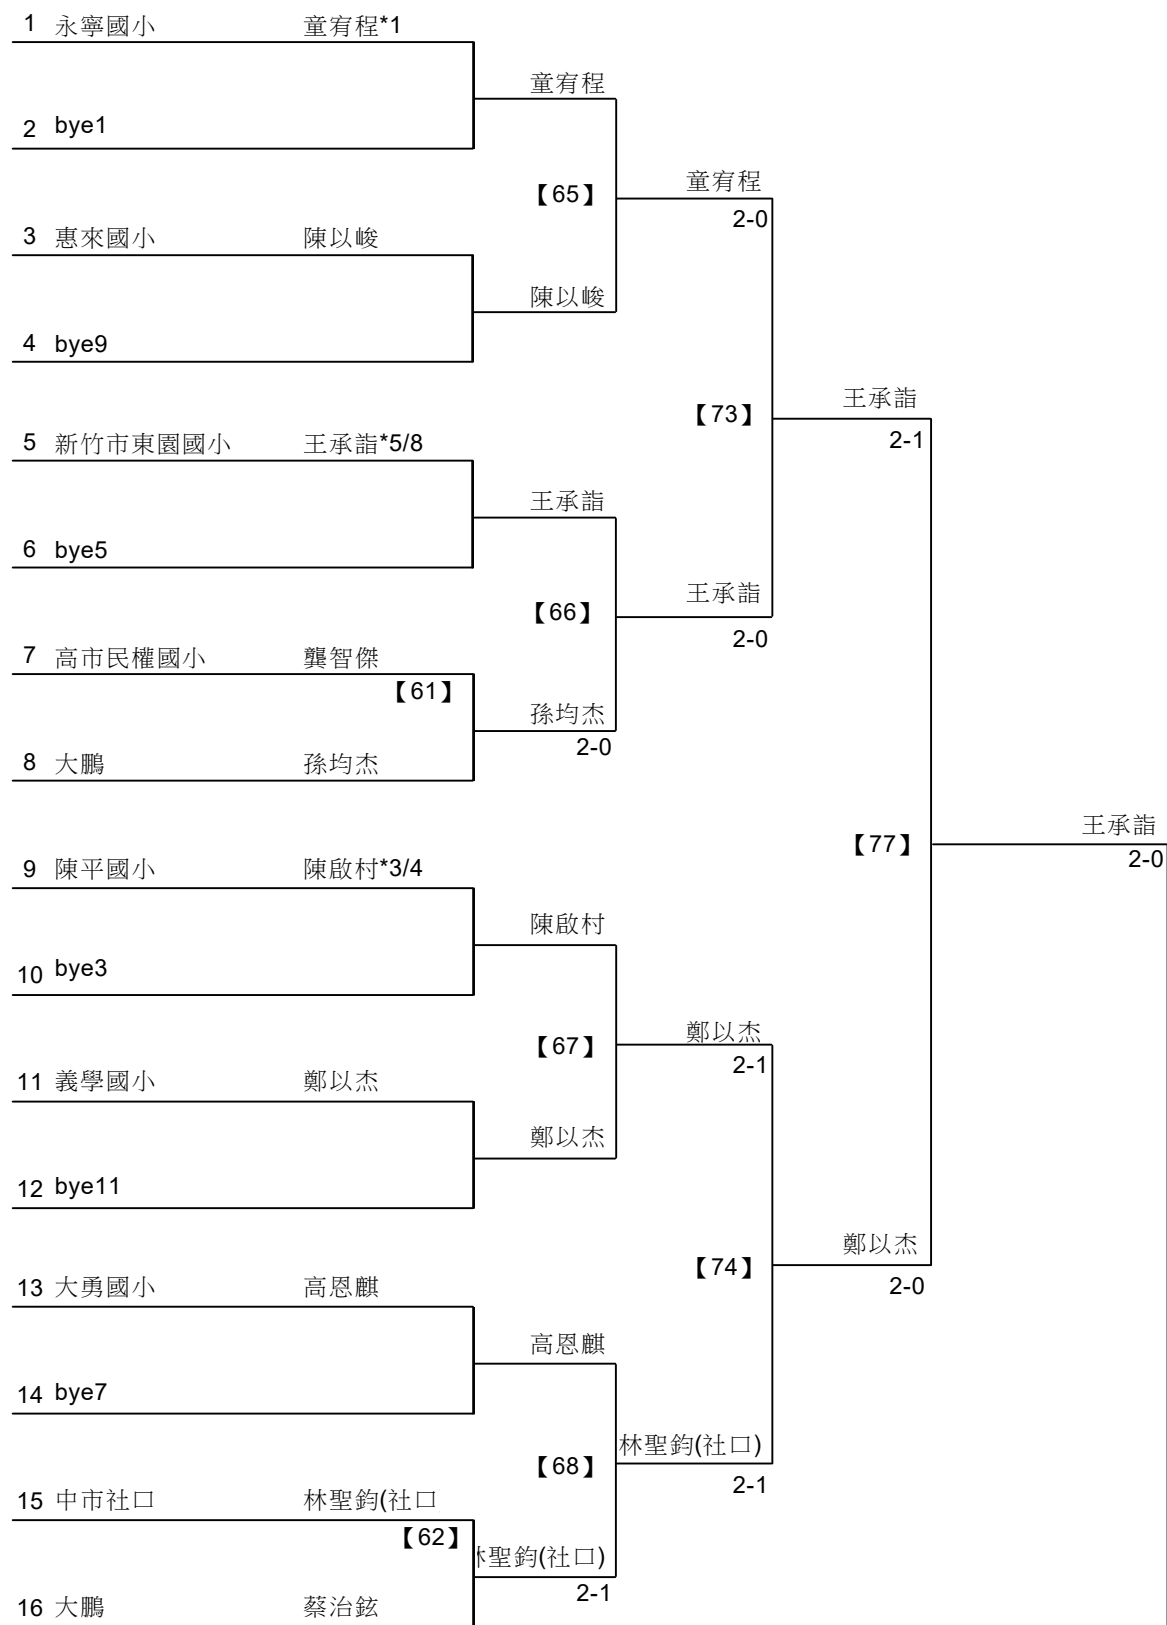 1 永寧國小 童宥程*1
童宥程
2 bye1
【65】
童宥程
2-0
3 惠來國小 陳以峻
陳以峻
4 bye9
【73】
王承詣
2-1
5 新竹市東園國小 王承詣*5/8
王承詣
6 bye5
【66】
王承詣
2-0
7 高市民權國小 龔智傑
【61】
孫均杰
2-0
8 大鵬 孫均杰
【77】
王承詣
2-0
9 陳平國小 陳啟村*3/4
陳啟村
10 bye3
【67】
鄭以杰
2-1
11 義學國小 鄭以杰
鄭以杰
12 bye11
【74】
鄭以杰
2-0
13 大勇國小 高恩麒
高恩麒
14 bye7
【68】
林聖鈞(社口)
2-1
15 中市社口 林聖鈞(社口
【62】
林聖鈞(社口)
2-1
16 大鵬 蔡治鉉